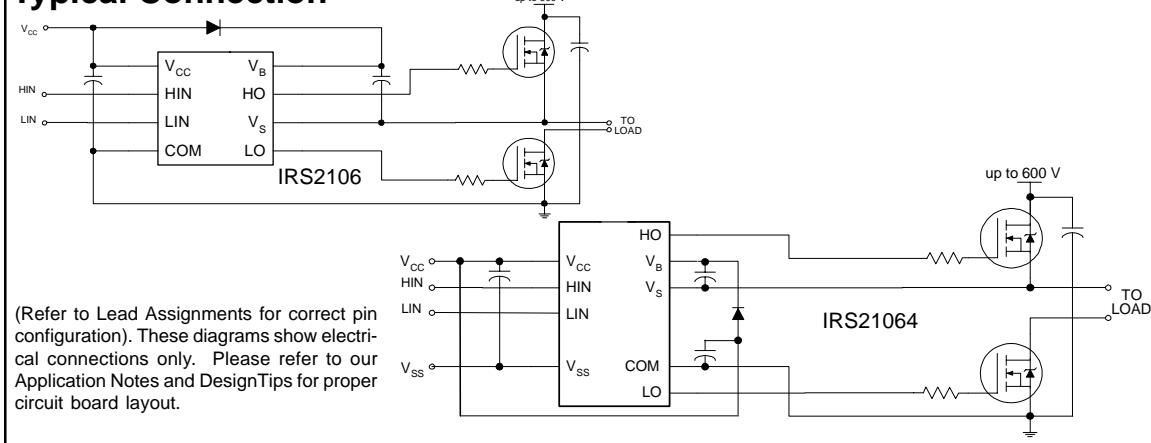 Typical Connection
up to 600 V
VCC
HIN
LIN
VCC
HIN
LIN
COM
VB
HO
VS
LO
TO
LOAD
IRS2106
up to 600 V
VCC
HIN
LIN
VSS
VCC
HIN
LIN
VSS
HO
VB
VS
COM
LO
IRS21064
TO
LOAD
(Refer to Lead Assignments for correct pin
configuration). These diagrams show electri-
cal connections only. Please refer to our
Application Notes and DesignTips for proper
circuit board layout.